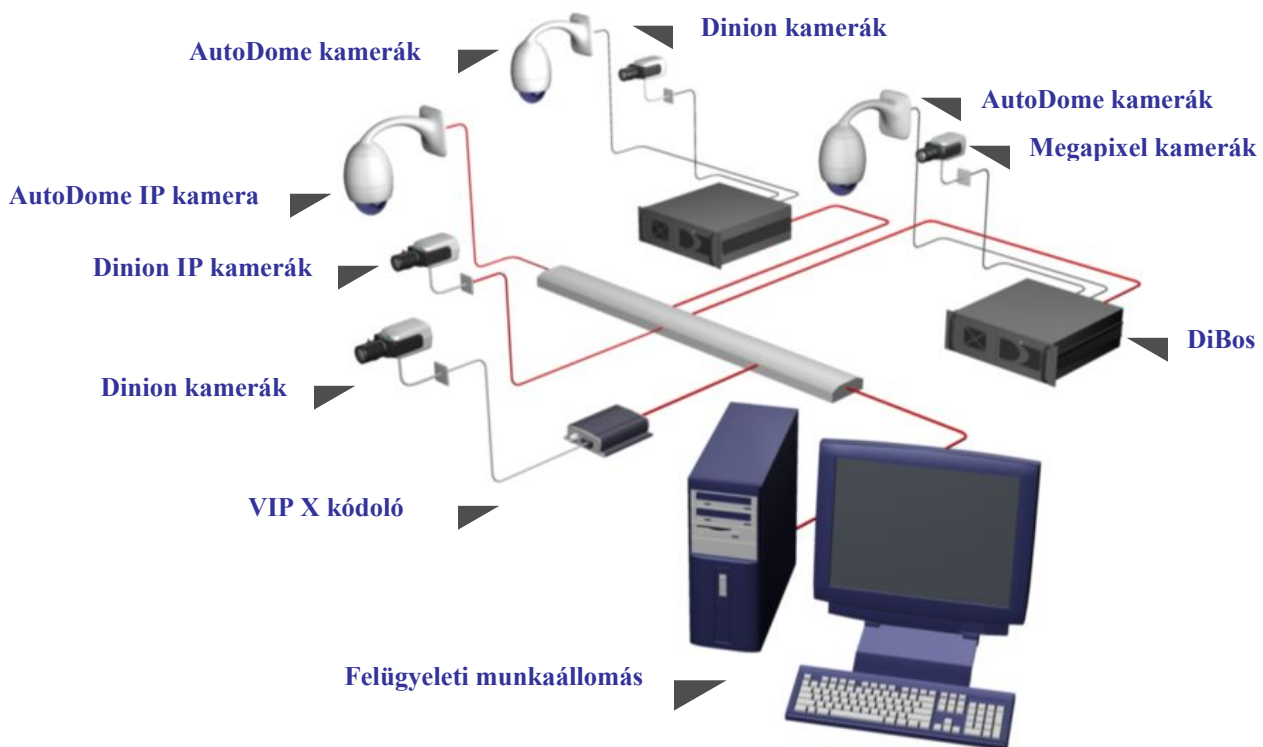 Dinion kamerák
AutoDome kamerák
AutoDome kamerák
Megapixel kamerák
AutoDome IP kamera
Dinion IP kamerák
DiBos
Dinion kamerák
VIP X kódoló
Felügyeleti munkaállomás